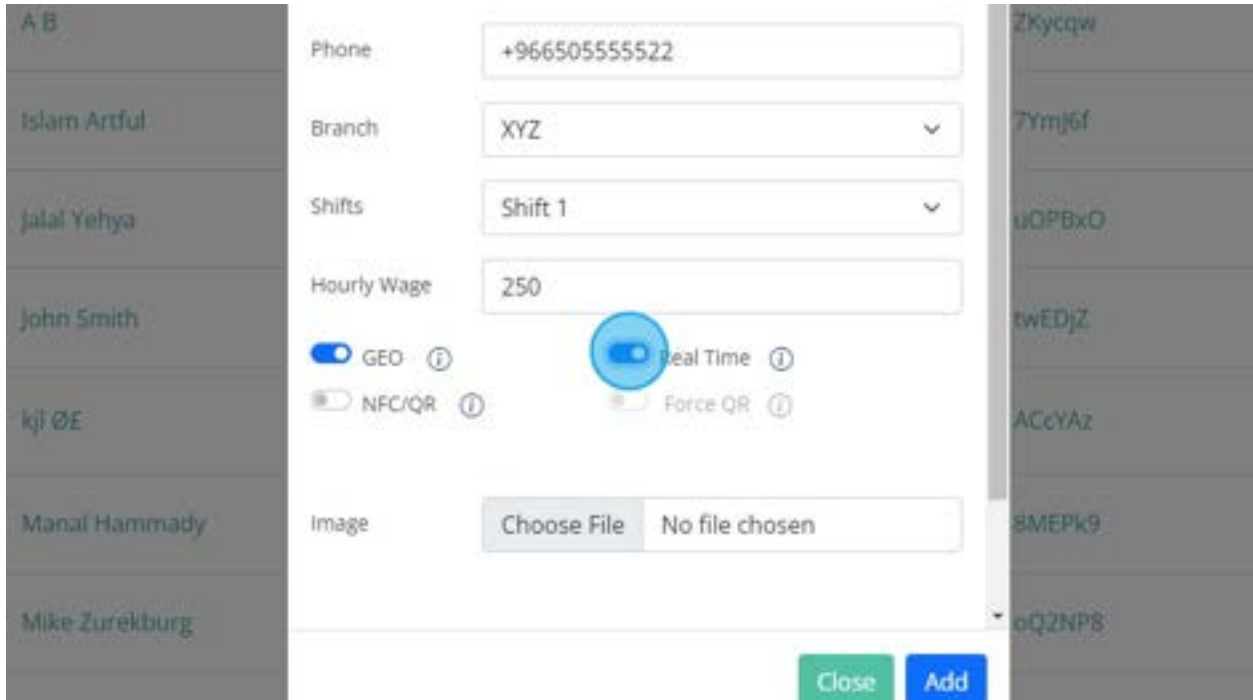 A B
ZKycqw
Phone
+966505555522
Islam Artful
Branch
XYZ
7Ymj6f
Jalal Yehya
Shifts
Shift 1
uOPBxO
Hourly Wage
250
John Smith
twEDjZ
GEO
Real Time
NFC/QR
Force QR
kjl Ø£
ACcYAz
Manal Hammady
Image
Choose File
No file chosen
8MEPk9
Mike Zurekburg
oQ2NP8
Close
Add